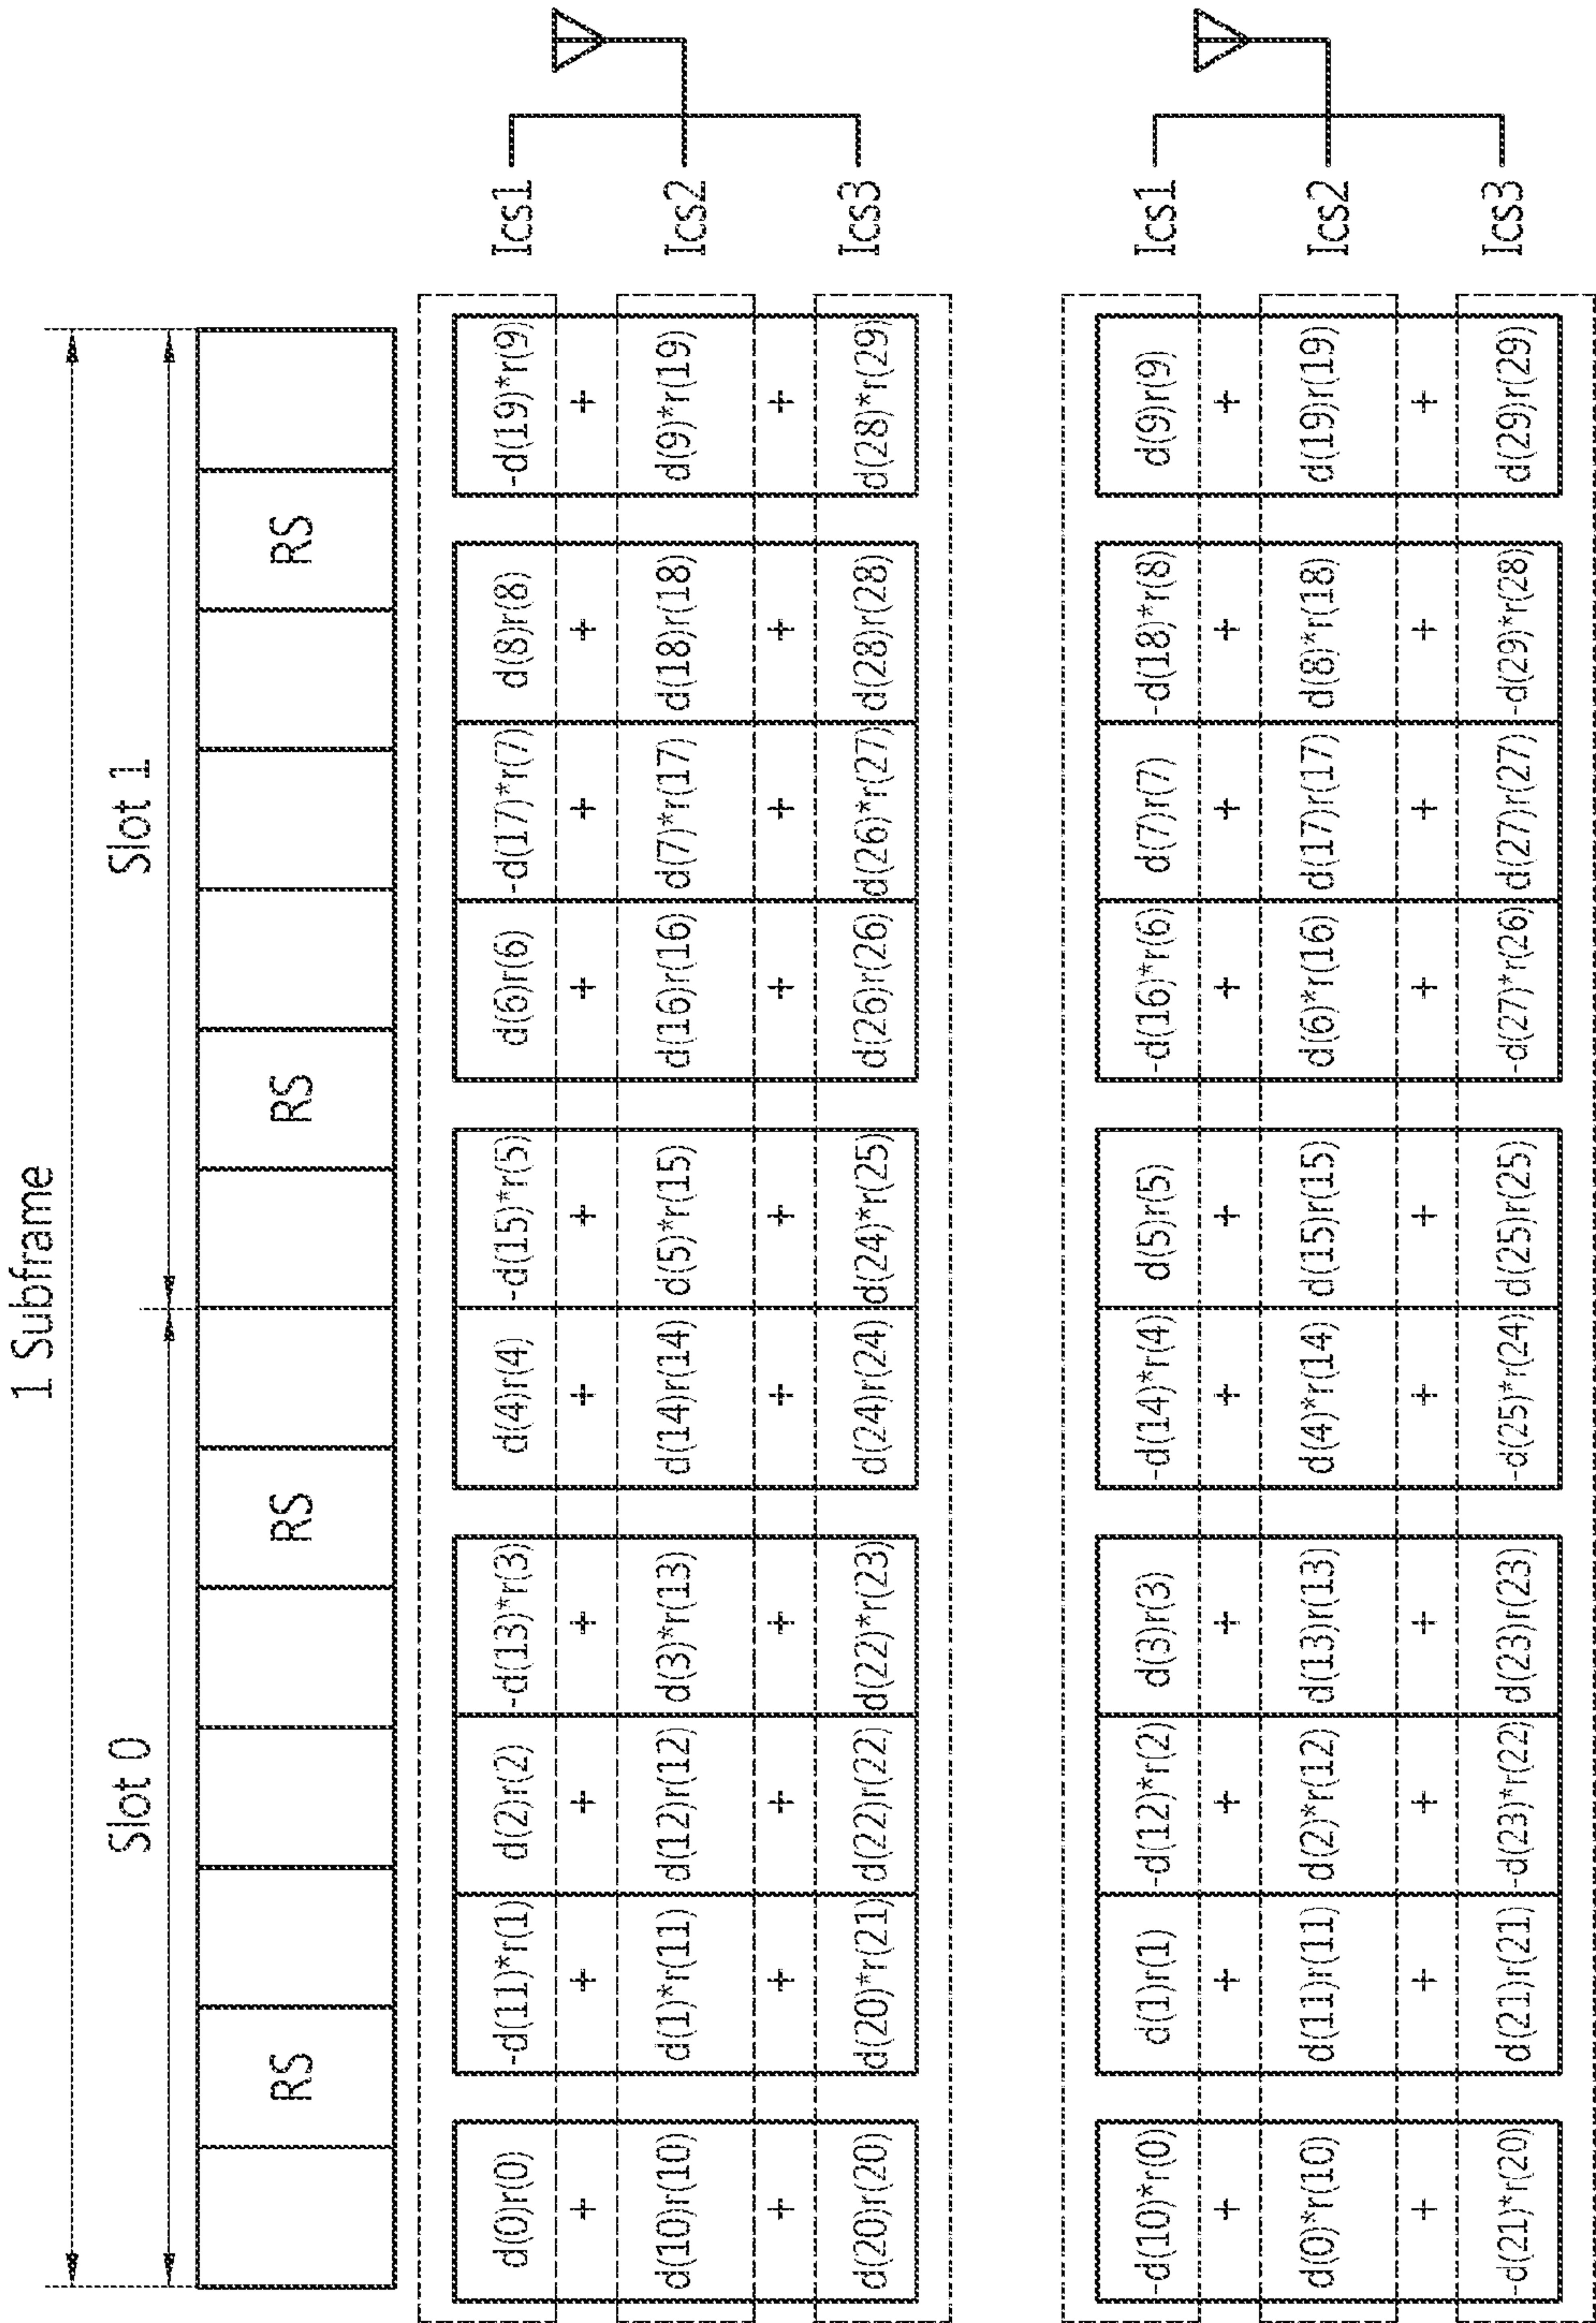 1 Subframe
Slot 0 Slot 1
RS RS RS RS
d(0)r(0) -d(11)*r(1) d(2)r(2) -d(13)*r(3) d(4)r(4) -d(15)*r(5) d(6)r(6) -d(17)*r(7) d(8)r(8) -d(19)*r(9) Ics1
+ + + + + + + + + +
d(10)r(10) d(1)*r(11) d(12)r(12) d(3)*r(13) d(14)r(14) d(5)*r(15) d(16)r(16) d(7)*r(17) d(18)r(18) d(9)*r(19) Ics2
+ + + + + + + + + +
d(20)r(20) d(20)*r(21) d(22)r(22) d(22)*r(23) d(24)r(24) d(24)*r(25) d(26)r(26) d(26)*r(27) d(28)r(28) d(28)*r(29) Ics3
-d(10)*r(0) d(1)r(1) -d(12)*r(2) d(3)r(3) -d(14)*r(4) d(5)r(5) -d(16)*r(6) d(7)r(7) -d(18)*r(8) d(9)r(9) Ics1
+ + + + + + + + + +
d(0)*r(10) d(11)r(11) d(2)*r(12) d(13)r(13) d(4)*r(14) d(15)r(15) d(6)*r(16) d(17)r(17) d(8)*r(18) d(19)r(19) Ics2
+ + + + + + + + + +
-d(21)*r(20) d(21)r(21) -d(23)*r(22) d(23)r(23) -d(25)*r(24) d(25)r(25) -d(27)*r(26) d(27)r(27) -d(29)*r(28) d(29)r(29) Ics3